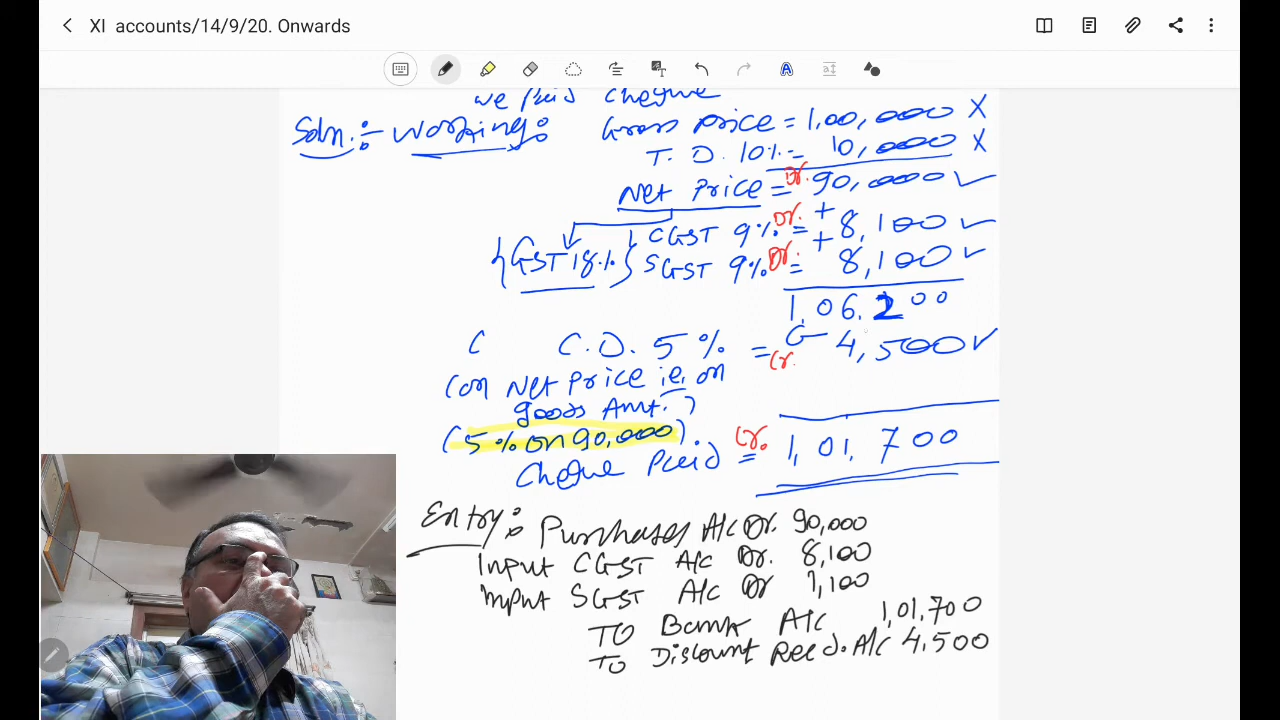 XI accounts/14/9/20. Onwards
we paid cheque
Soln. :- Working: Gross Price = 1,00,000 X
T. D. 10% = 10,000 X
Net Price = Dr. 90,000 ✓
CGST 9% = Dr. + 8,100 ✓
{GST 18%} SGST 9% = Dr. + 8,100 ✓
1,06,200
C C.D. 5% = Cr. (- 4,500 ✓
(on Net Price i.e. on
goods Amt.)
(5% on 90,000).
Cheque Paid = Cr. 1,01,700
Entry: Purchases A/c Dr. 90,000
Input CGST A/c Dr. 8,100
Input SGST A/c Dr 1,100
TO Bank A/c 1,01,700
TO Discount Recd. A/c 4,500